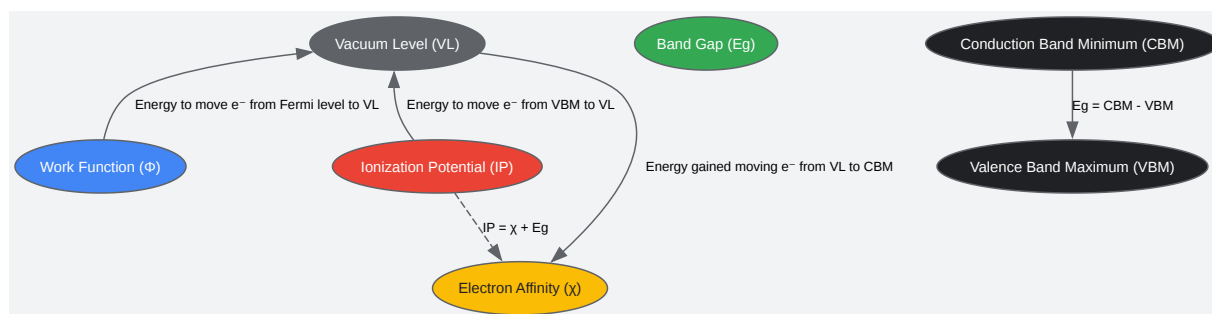 Vacuum Level (VL)
Band Gap (Eg)
Conduction Band Minimum (CBM)
Energy to move e⁻ from Fermi level to VL
Energy to move e⁻ from VBM to VL
Eg = CBM - VBM
Work Function (Φ)
Ionization Potential (IP)
Energy gained moving e⁻ from VL to CBM
Valence Band Maximum (VBM)
IP = χ + Eg
Electron Affinity (χ)